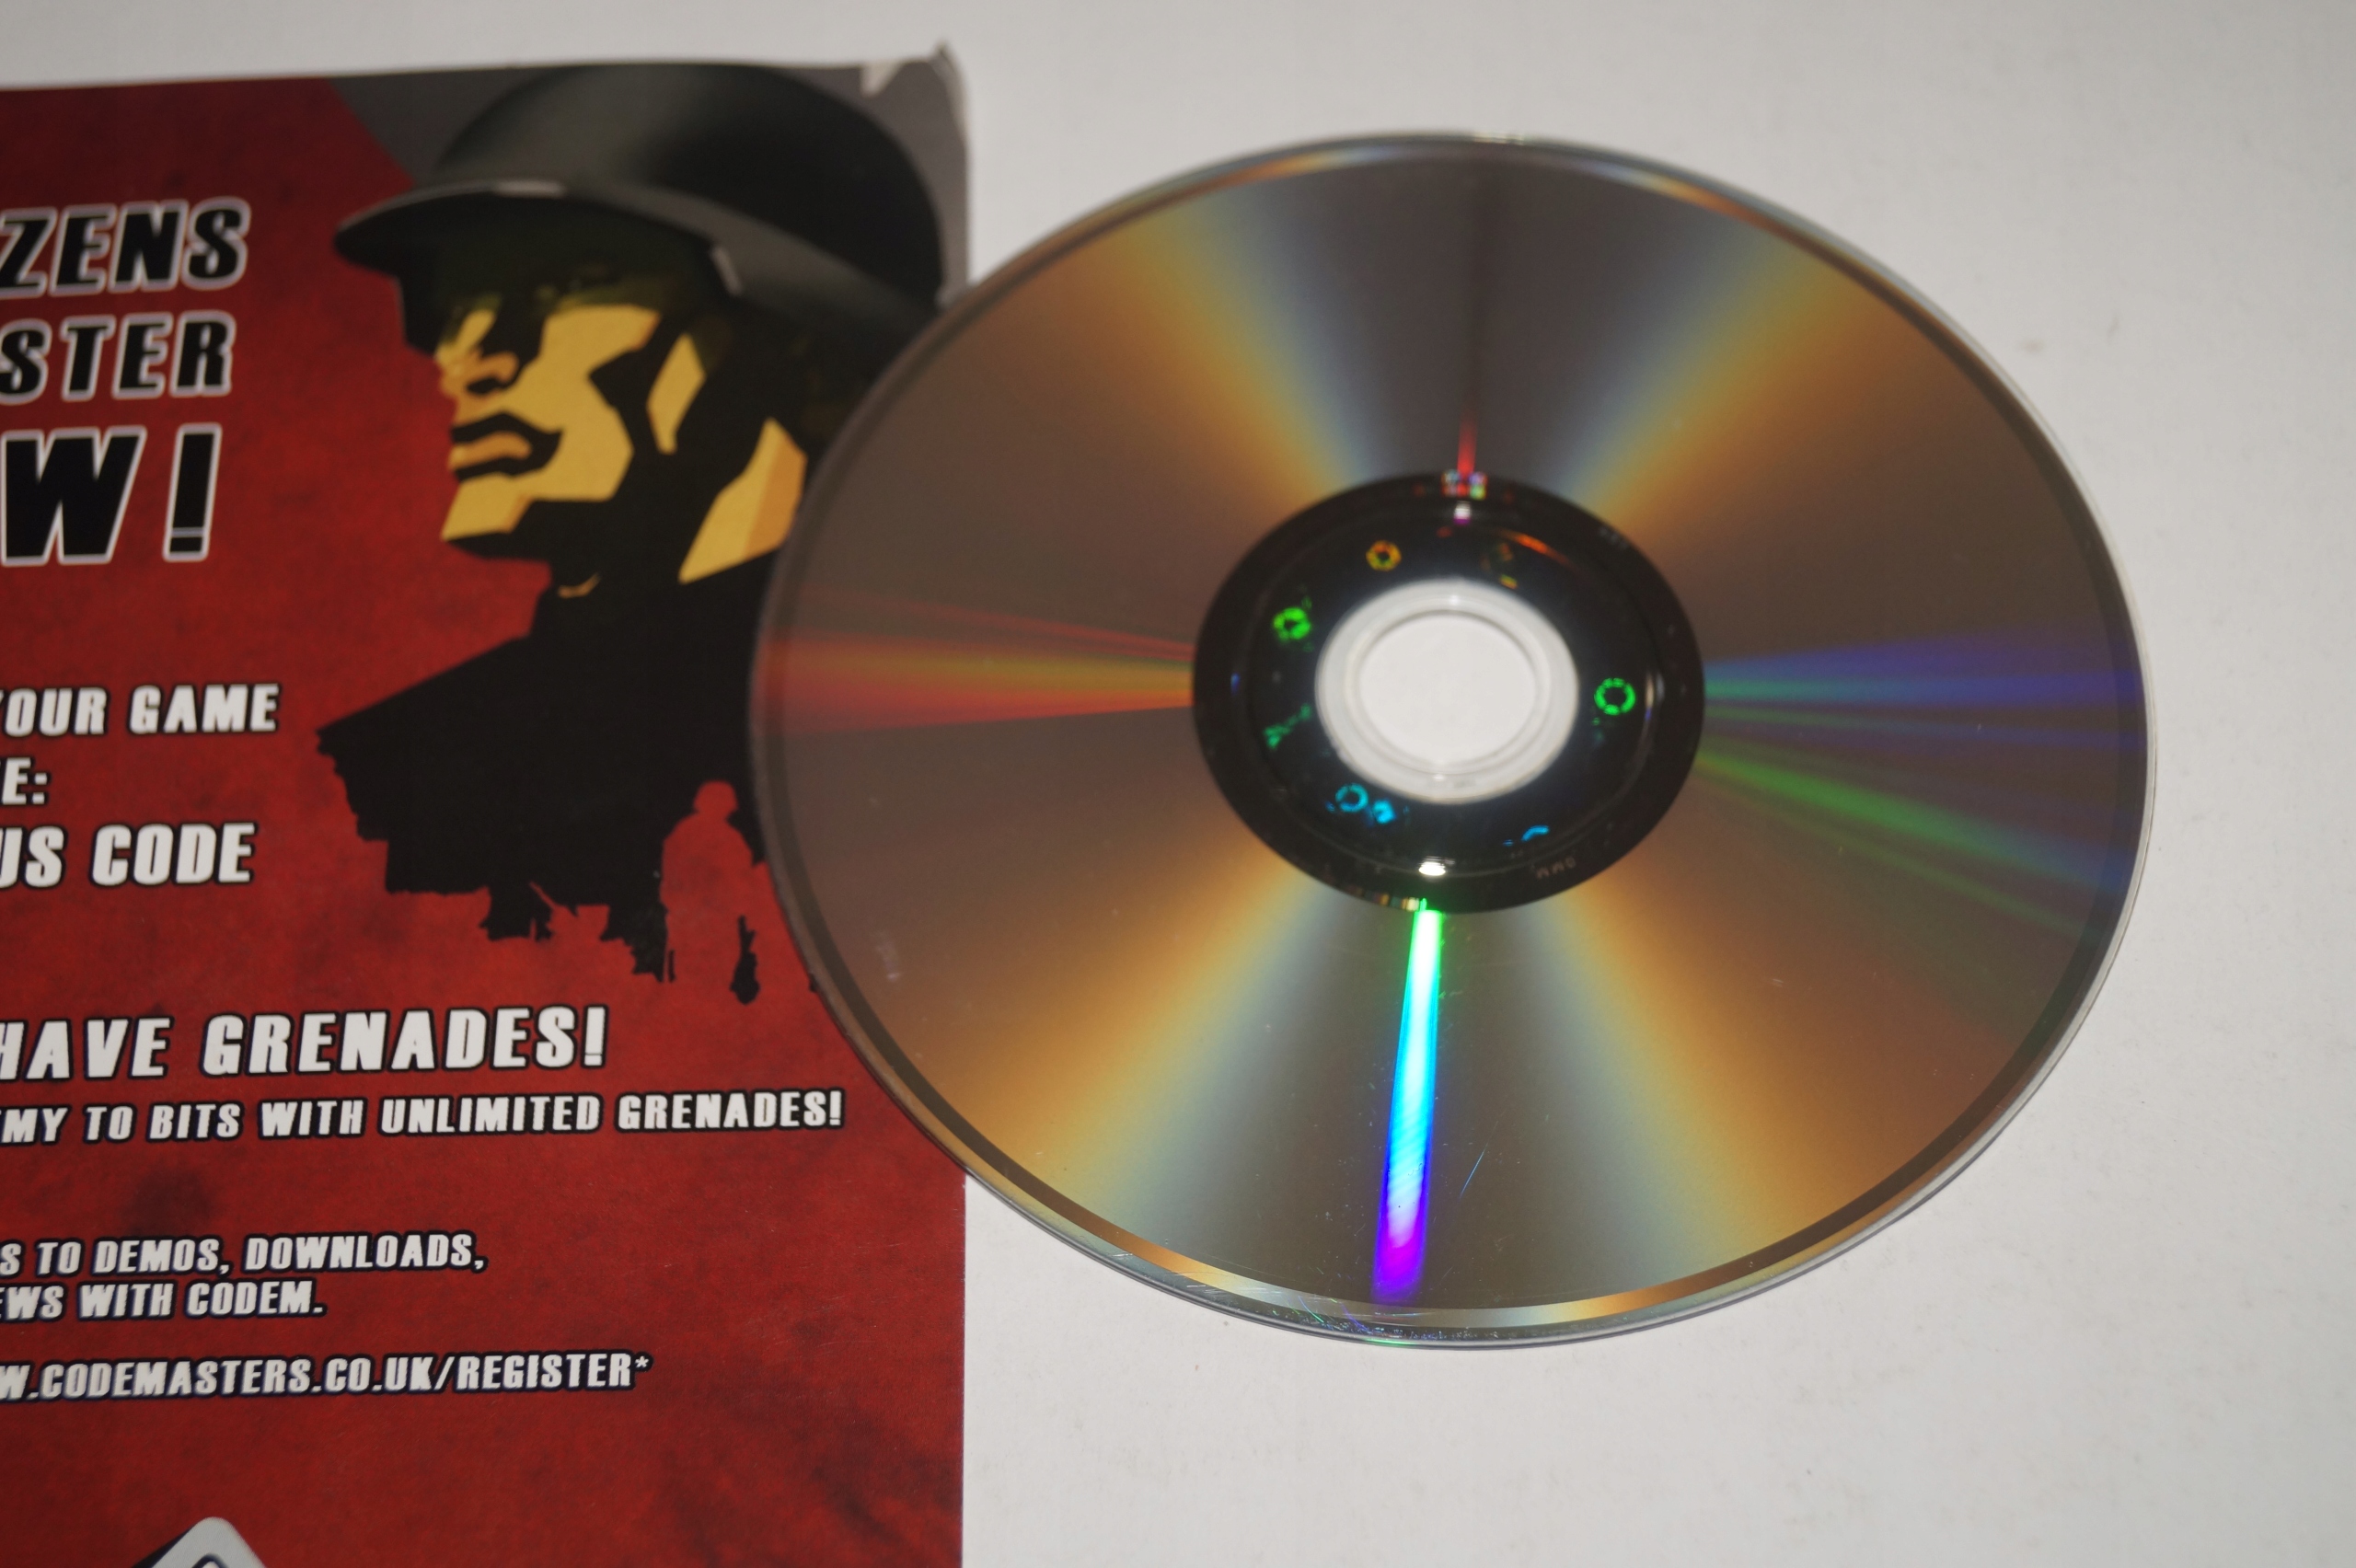 ZENS
STER
W!
YOUR GAME
E:
US CODE
HAVE GRENADES!
MY TO BITS WITH UNLIMITED GRENADES!
S TO DEMOS, DOWNLOADS,
EWS WITH CODEM.
W.CODEMASTERS.CO.UK/REGISTER*